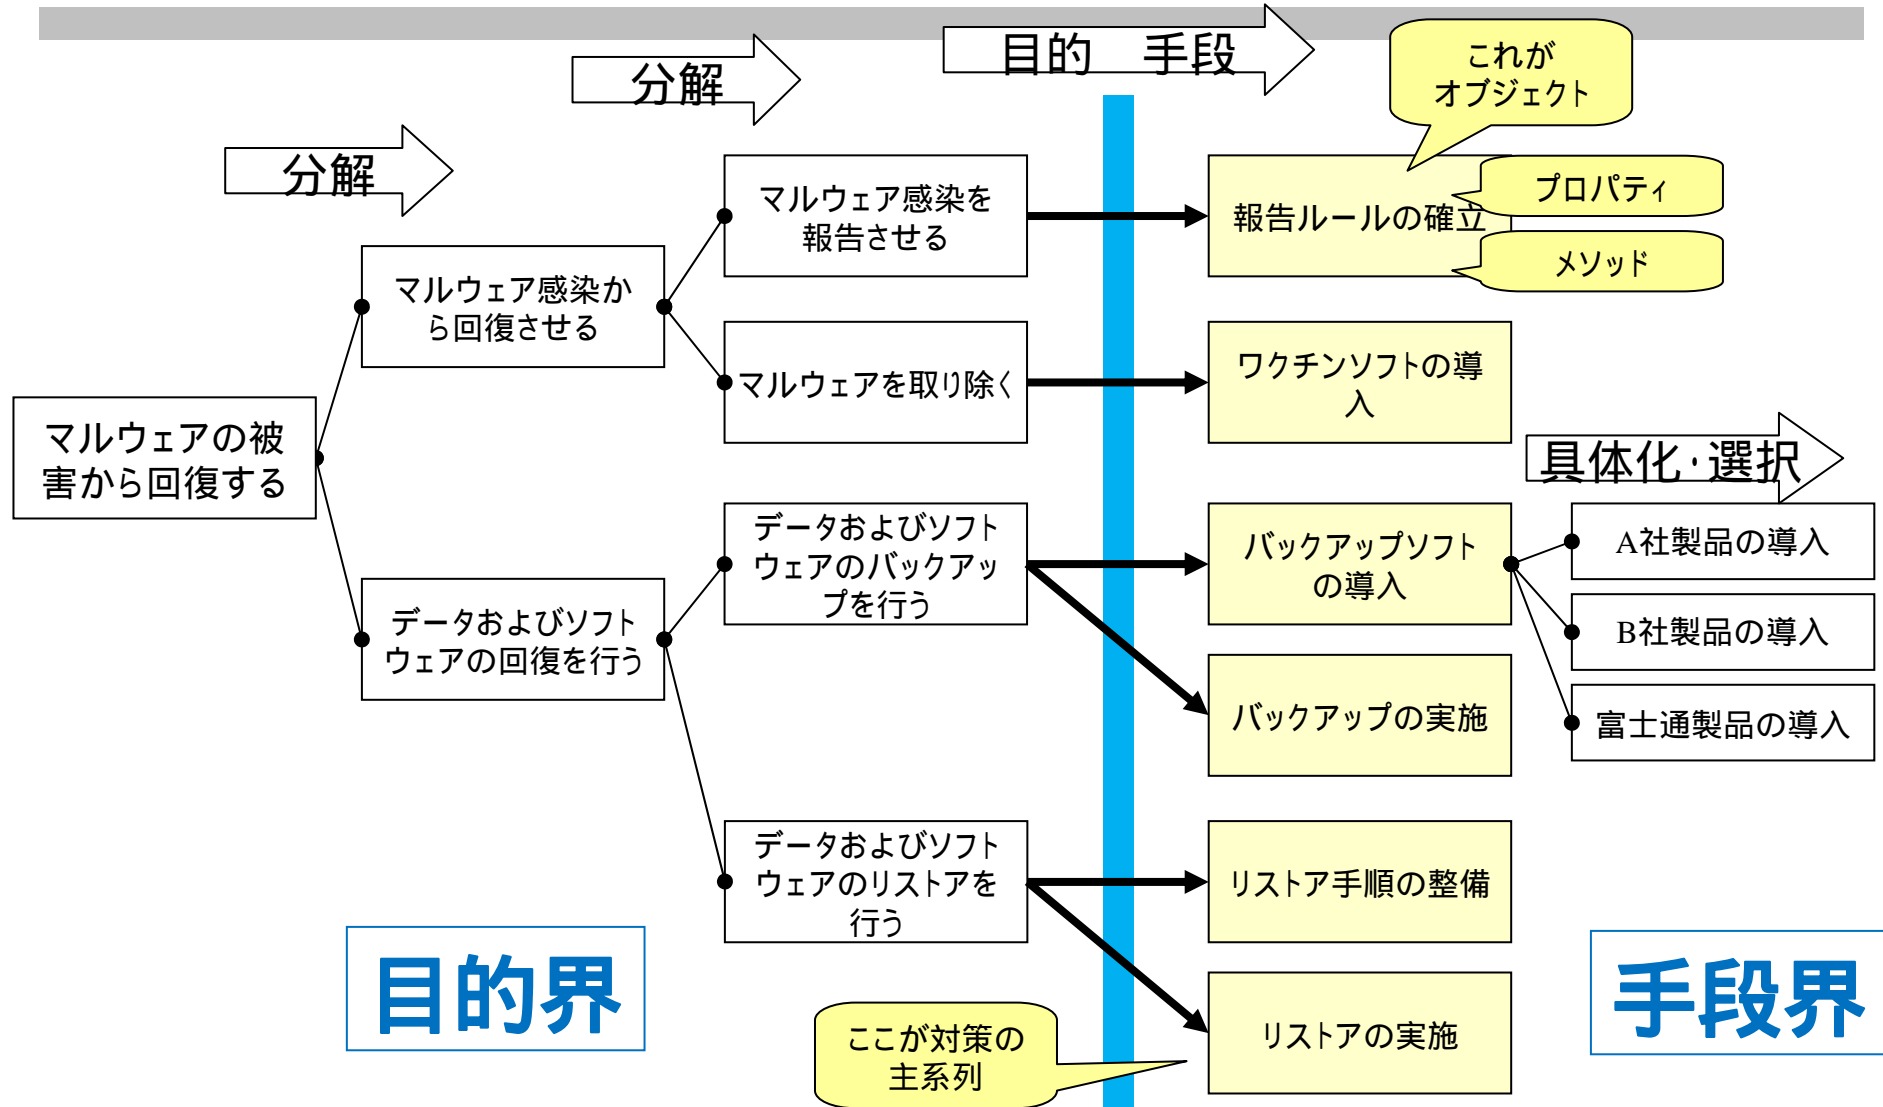 目的　手段
分解
分解
これが
オブジェクト
マルウェア感染を
報告させる
報告ルールの確立
プロパティ
メソッド
マルウェア感染か
ら回復させる
マルウェアを取り除く
ワクチンソフトの導
入
マルウェアの被
害から回復する
具体化・選択
データおよびソフト
ウェアのバックアッ
プを行う
バックアップソフト
の導入
A社製品の導入
B社製品の導入
富士通製品の導入
データおよびソフト
ウェアの回復を行う
バックアップの実施
データおよびソフト
ウェアのリストアを
行う
リストア手順の整備
目的界
手段界
ここが対策の
主系列
リストアの実施